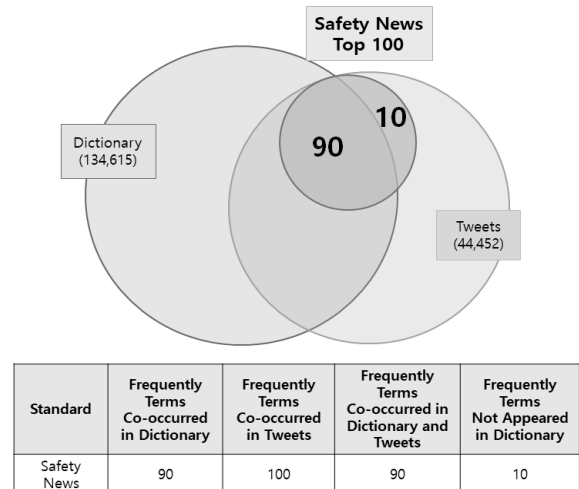 Safety News
Top 100
10
90
Dictionary
(134,615)
Tweets
(44,452)
Standard
Frequently
Terms
Co-occurred
in Dictionary
Frequently
Terms
Co-occurred
in Tweets
Frequently
Terms
Co-occurred in
Dictionary and
Tweets
Frequently
Terms
Not Appeared
in Dictionary
Safety
News
90
100
90
10